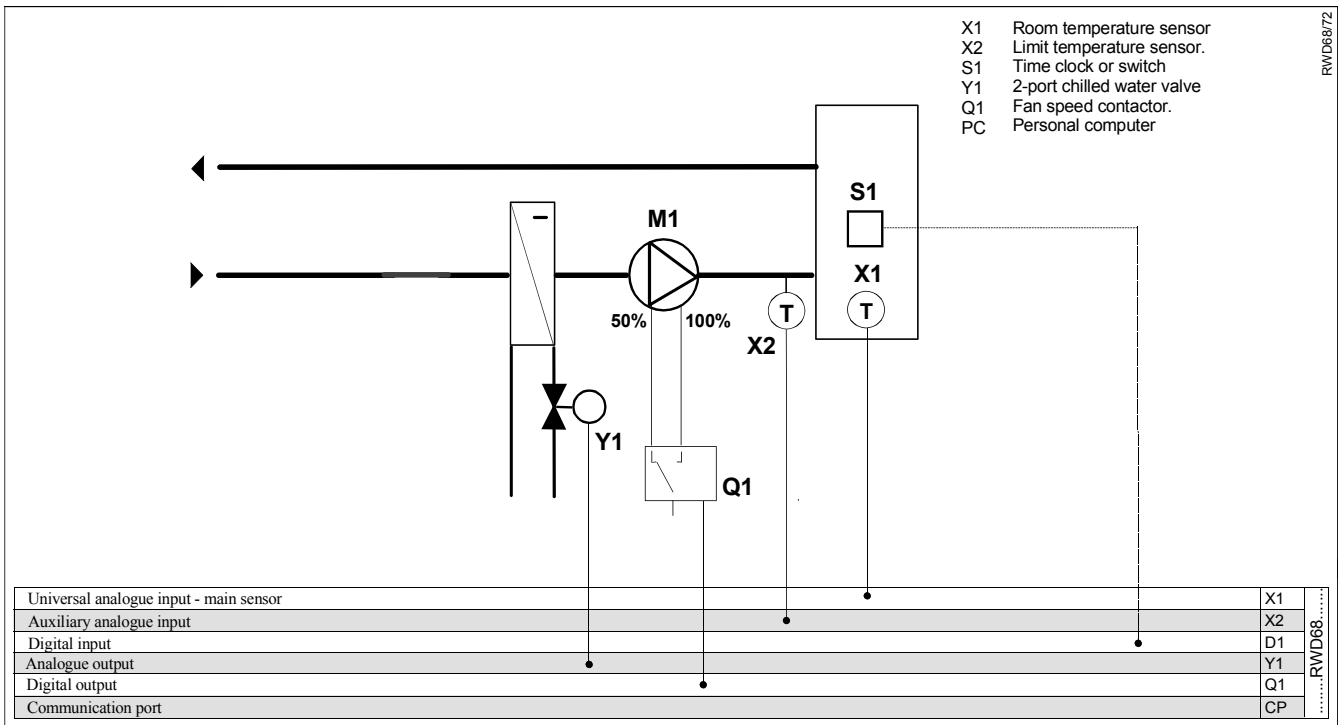 X1 Room temperature sensor
X2 Limit temperature sensor.
S1 Time clock or switch
Y1 2-port chilled water valve
Q1 Fan speed contactor.
PC Personal computer
RWD68/72
S1
M1
X1
T
T
50% 100%
X2
Y1
Q1
Universal analogue input - main sensor X1
Auxiliary analogue input X2
Digital input D1
Analogue output Y1
Digital output Q1
Communication port CP
........RWD68........